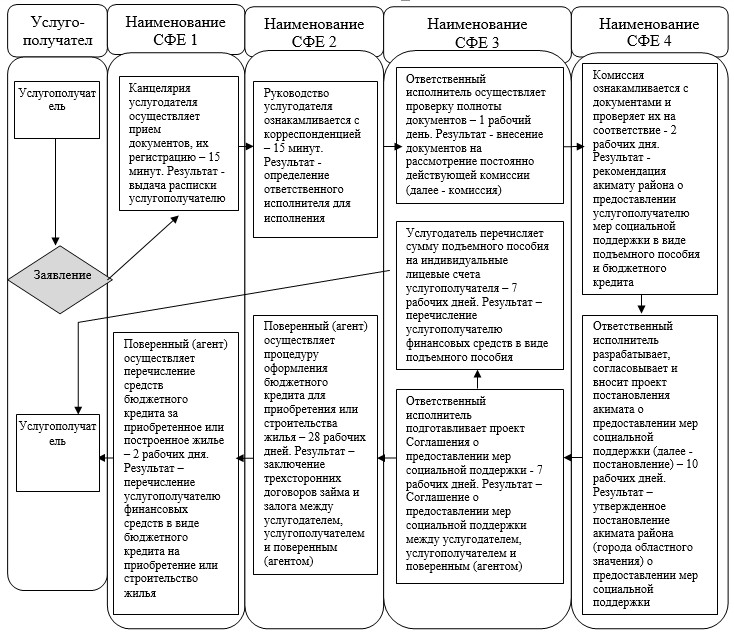 Услуго-
получател
Наименование
СФЕ 1
Наименование
СФЕ 2
Наименование
СФЕ 3
Наименование
СФЕ 4
Услугополучат
ель
Заявление
Канцелярия
услугодателя
осуществляет
прием
документов, их
регистрацию – 15
минут. Результат -
выдача расписки
услугополучателю
Руководство
услугодателя
ознакамливается с
корреспонденцией
– 15 минут.
Результат -
определение
ответственного
исполнителя для
исполнения
Ответственный
исполнитель осуществляет
проверку полноты
документов – 1 рабочий
день. Результат - внесение
документов на
рассмотрение постоянно
действующей комиссии
(далее - комиссия)
Комиссия
ознакамливается с
документами и
проверяет их на
соответствие - 2
рабочих дня.
Результат -
рекомендация
акимату района о
предоставлении
услугополучателю
мер социальной
поддержки в виде
подъемного пособия
и бюджетного
кредита
Ответственный
исполнитель
разрабатывает,
согласовывает и
вносит проект
постановления
акимата о
предоставлении мер
социальной
поддержки (далее -
постановление) – 10
рабочих дней.
Результат –
утвержденное
постановление
акимата района
(города областного
значения) о
предоставлении мер
социальной
поддержки
Ответственный
исполнитель
подготавливает проект
Соглашения о
предоставлении мер
социальной поддержки - 7
рабочих дней. Результат –
Соглашение о
предоставлении мер
социальной поддержки
между услугодателем,
услугополучателем и
поверенным (агентом)
Услугодатель перечисляет
сумму подъемного пособия
на индивидуальные
лицевые счета
услугополучателя – 7
рабочих дней. Результат –
перечисление
услугополучателю
финансовых средств в виде
подъемного пособия
Поверенный (агент)
осуществляет
процедуру
оформления
бюджетного
кредита для
приобретения или
строительства
жилья – 28 рабочих
дней. Результат –
заключение
трехсторонних
договоров займа и
залога между
услугодателем,
услугополучателем
и поверенным
(агентом)
Поверенный (агент)
осуществляет
перечисление
средств
бюджетного
кредита за
приобретенное или
построенное жилье
– 2 рабочих дня.
Результат –
перечисление
услугополучателю
финансовых
средств в виде
бюджетного
кредита на
приобретение или
строительство
жилья
Услугополучат
ель